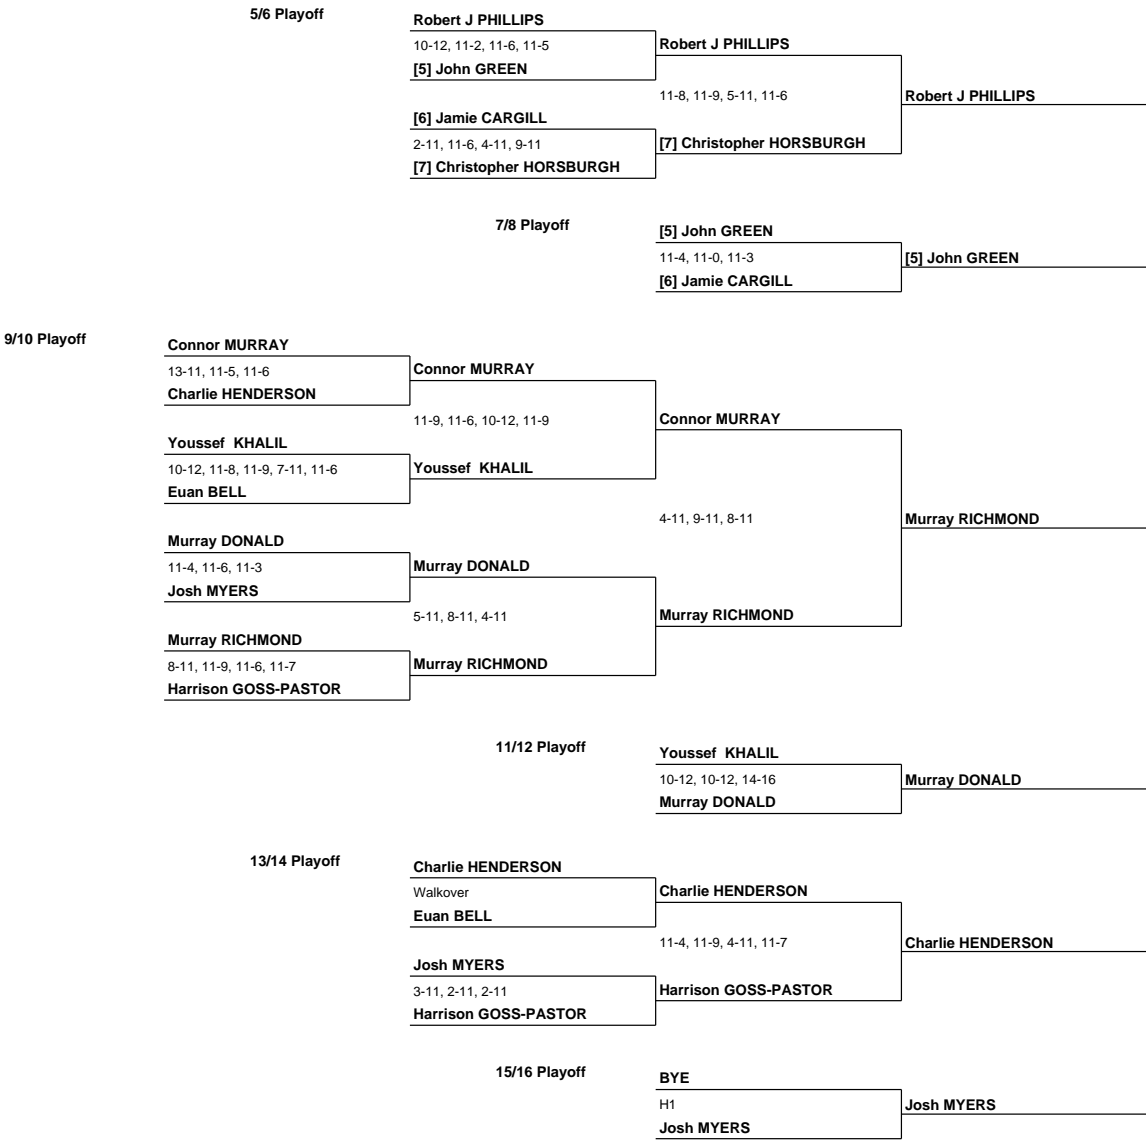 5/6 Playoff
Robert J PHILLIPS
10-12, 11-2, 11-6, 11-5
Robert J PHILLIPS
[5] John GREEN
11-8, 11-9, 5-11, 11-6
Robert J PHILLIPS
[6] Jamie CARGILL
2-11, 11-6, 4-11, 9-11
[7] Christopher HORSBURGH
[7] Christopher HORSBURGH
7/8 Playoff
[5] John GREEN
11-4, 11-0, 11-3
[5] John GREEN
[6] Jamie CARGILL
9/10 Playoff
Connor MURRAY
13-11, 11-5, 11-6
Connor MURRAY
Charlie HENDERSON
11-9, 11-6, 10-12, 11-9
Connor MURRAY
Youssef KHALIL
10-12, 11-8, 11-9, 7-11, 11-6
Youssef KHALIL
Euan BELL
4-11, 9-11, 8-11
Murray RICHMOND
Murray DONALD
11-4, 11-6, 11-3
Murray DONALD
Josh MYERS
5-11, 8-11, 4-11
Murray RICHMOND
Murray RICHMOND
8-11, 11-9, 11-6, 11-7
Murray RICHMOND
Harrison GOSS-PASTOR
11/12 Playoff
Youssef KHALIL
10-12, 10-12, 14-16
Murray DONALD
Murray DONALD
13/14 Playoff
Charlie HENDERSON
Walkover
Charlie HENDERSON
Euan BELL
11-4, 11-9, 4-11, 11-7
Charlie HENDERSON
Josh MYERS
3-11, 2-11, 2-11
Harrison GOSS-PASTOR
Harrison GOSS-PASTOR
15/16 Playoff
BYE
H1
Josh MYERS
Josh MYERS